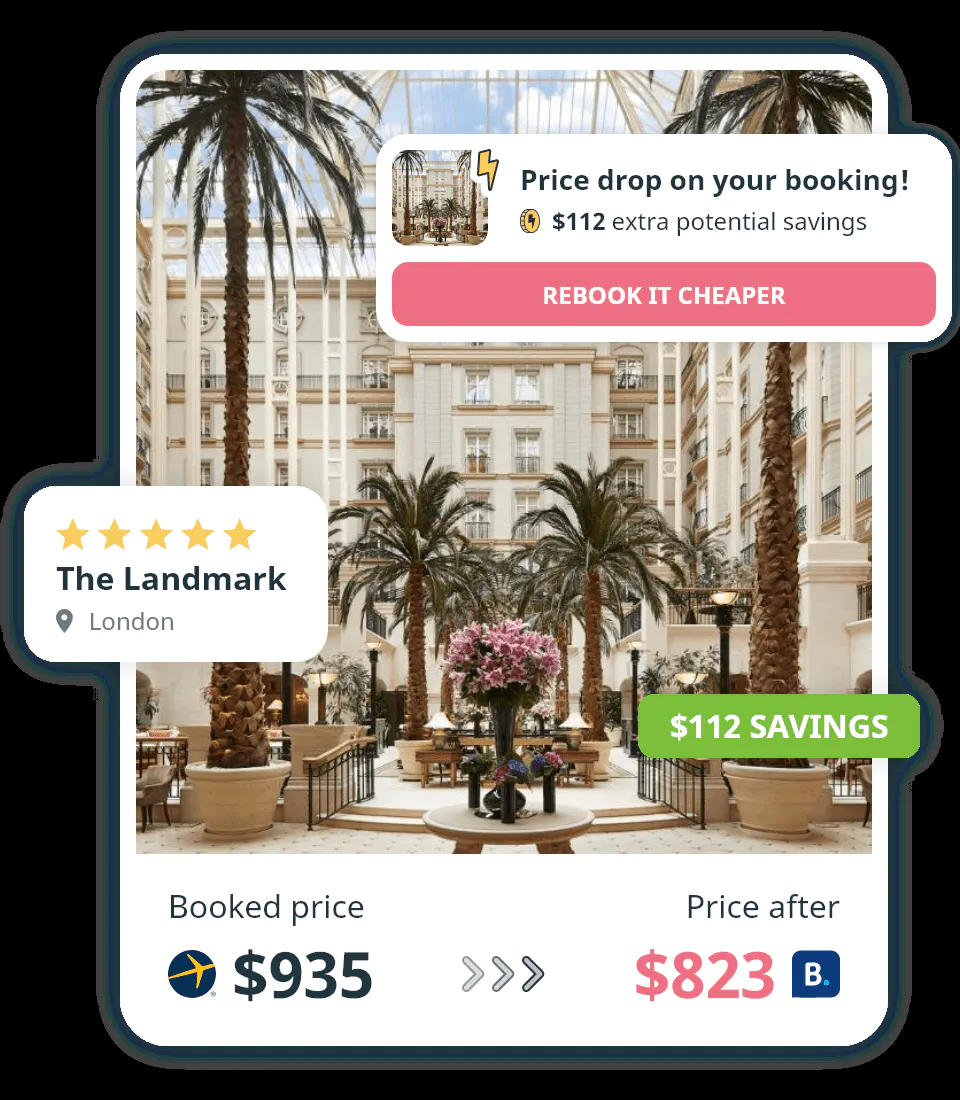 Price drop on your booking!
$112 extra potential savings
REBOOK IT CHEAPER
The Landmark
London
$112 SAVINGS
Booked price
Price after
$935
$823
B.